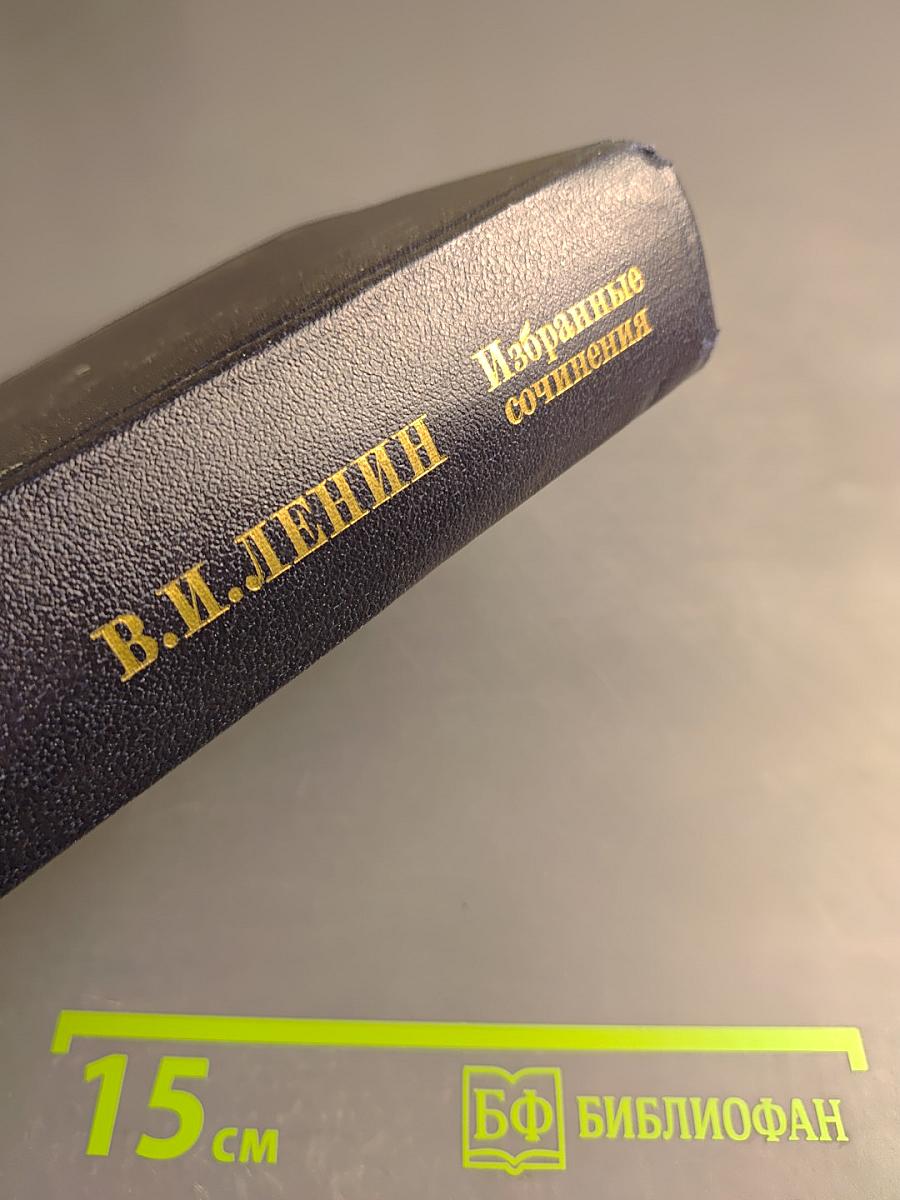 В.И.ЛЕНИН
Избранные
сочинения
15 см
БФ БИБЛИОФАН